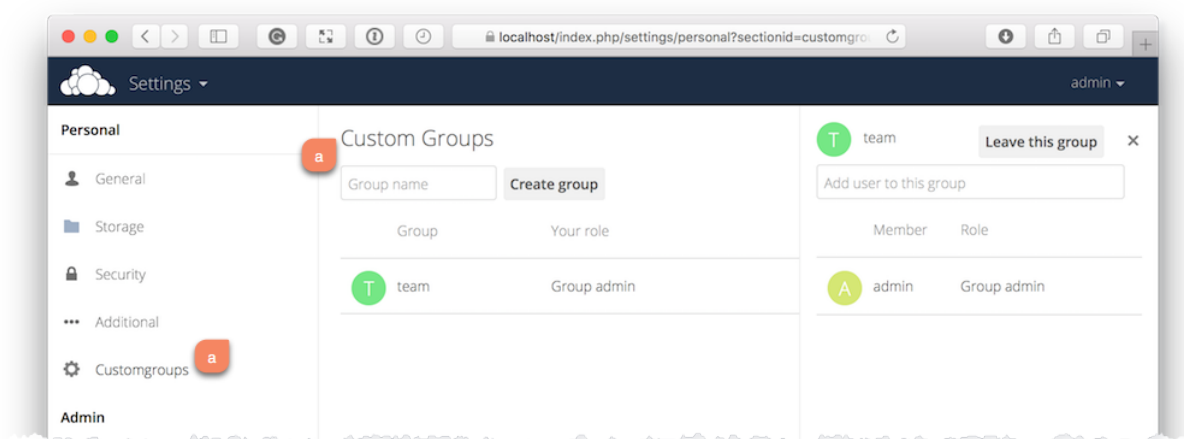 localhost/index.php/settings/personal?sectionid=customgro
Settings
admin
Personal
General
Storage
Security
Additional
Customgroups
a
Admin
a
Custom Groups
Group name
Create group
Group Your role
T team Group admin
T team Leave this group ×
Add user to this group
Member Role
A admin Group admin